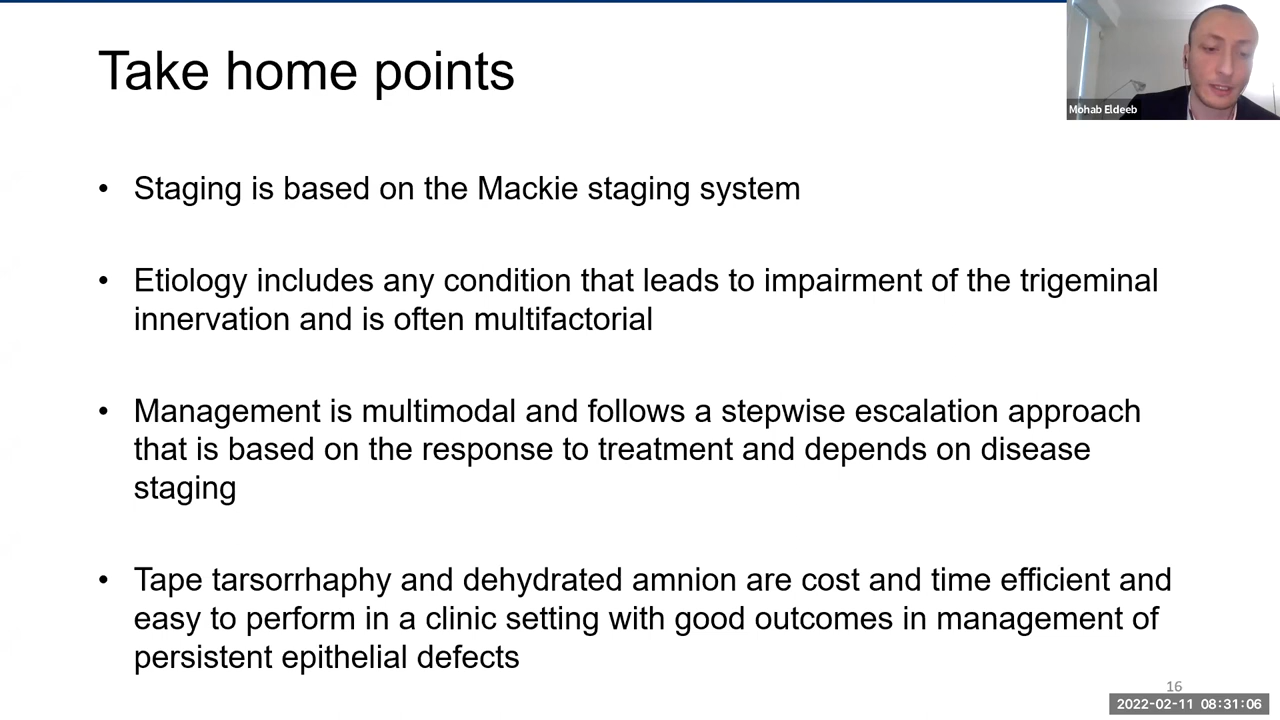 Take home points
Mohab Eldeeb
• Staging is based on the Mackie staging system
• Etiology includes any condition that leads to impairment of the trigeminal
innervation and is often multifactorial
• Management is multimodal and follows a stepwise escalation approach
that is based on the response to treatment and depends on disease
staging
• Tape tarsorrhaphy and dehydrated amnion are cost and time efficient and
easy to perform in a clinic setting with good outcomes in management of
persistent epithelial defects
16
2022-02-11 08:31:06